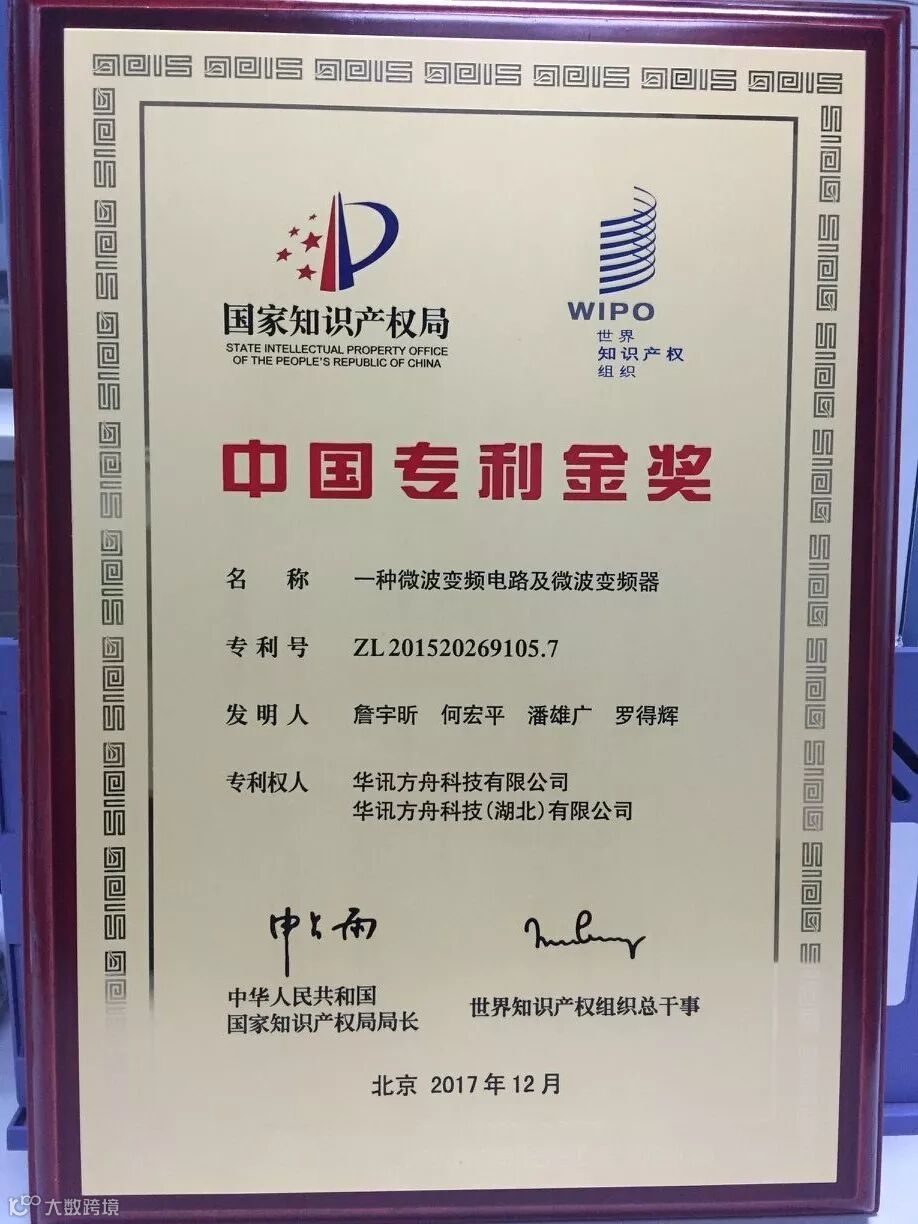 国家知识产权局
STATE INTELLECTUAL PROPERTY OFFICE
OF THE PEOPLE'S REPUBLIC OF CHINA
WIPO
世界
知识产权
组织
中国专利金奖
名 称 一种微波变频电路及微波变频器
专利号 ZL 201520269105.7
发明人 詹宇昕 何宏平 潘雄广 罗得辉
专利权人 华讯方舟科技有限公司
华讯方舟科技(湖北)有限公司
申长雨
中华人民共和国
国家知识产权局局长
世界知识产权组织总干事
北京 2017年12月
大数跨境